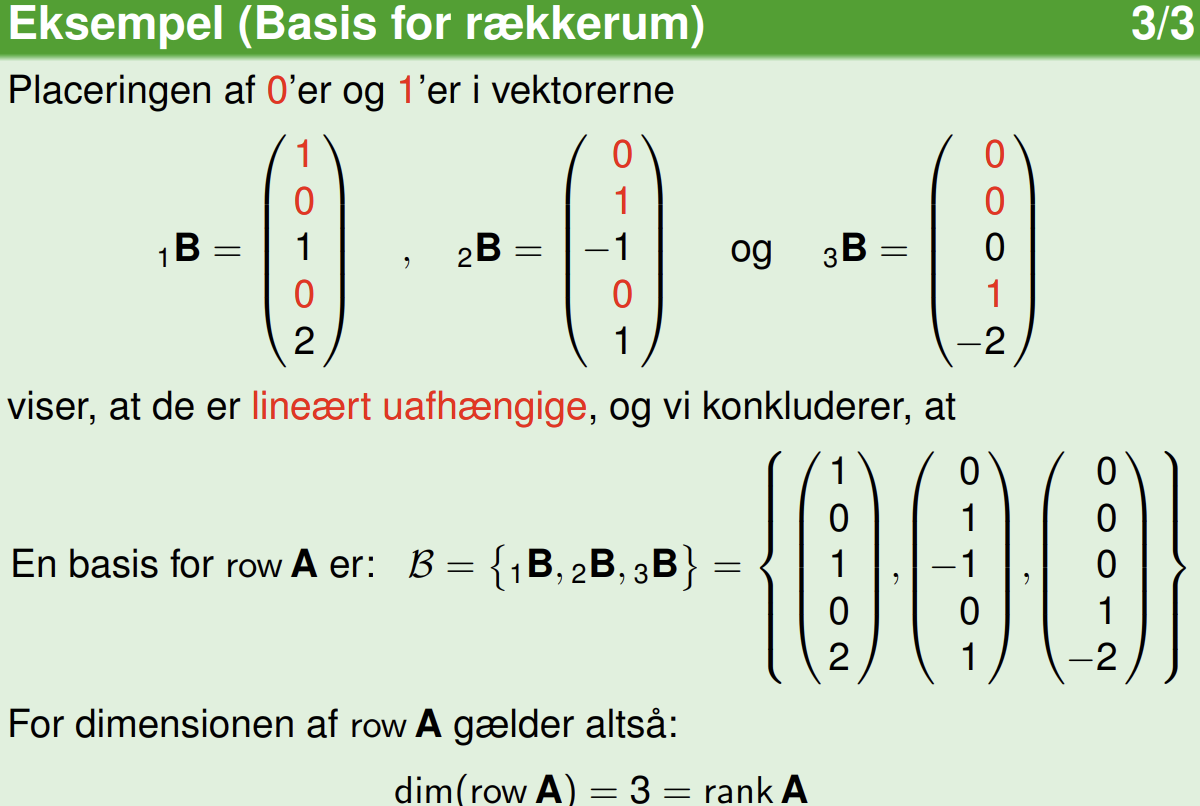 Eksempel (Basis for rækkerum) 3/3
Placeringen af 0’er og 1’er i vektorerne
₁B = (1 0 1 0 2) , ₂B = (0 1 −1 0 1) og ₃B = (0 0 0 1 −2)
viser, at de er lineært uafhængige, og vi konkluderer, at
En basis for row A er: ℬ = {₁B, ₂B, ₃B} = {(1 0 1 0 2), (0 1 −1 0 1), (0 0 0 1 −2)}
For dimensionen af row A gælder altså:
dim(row A) = 3 = rank A